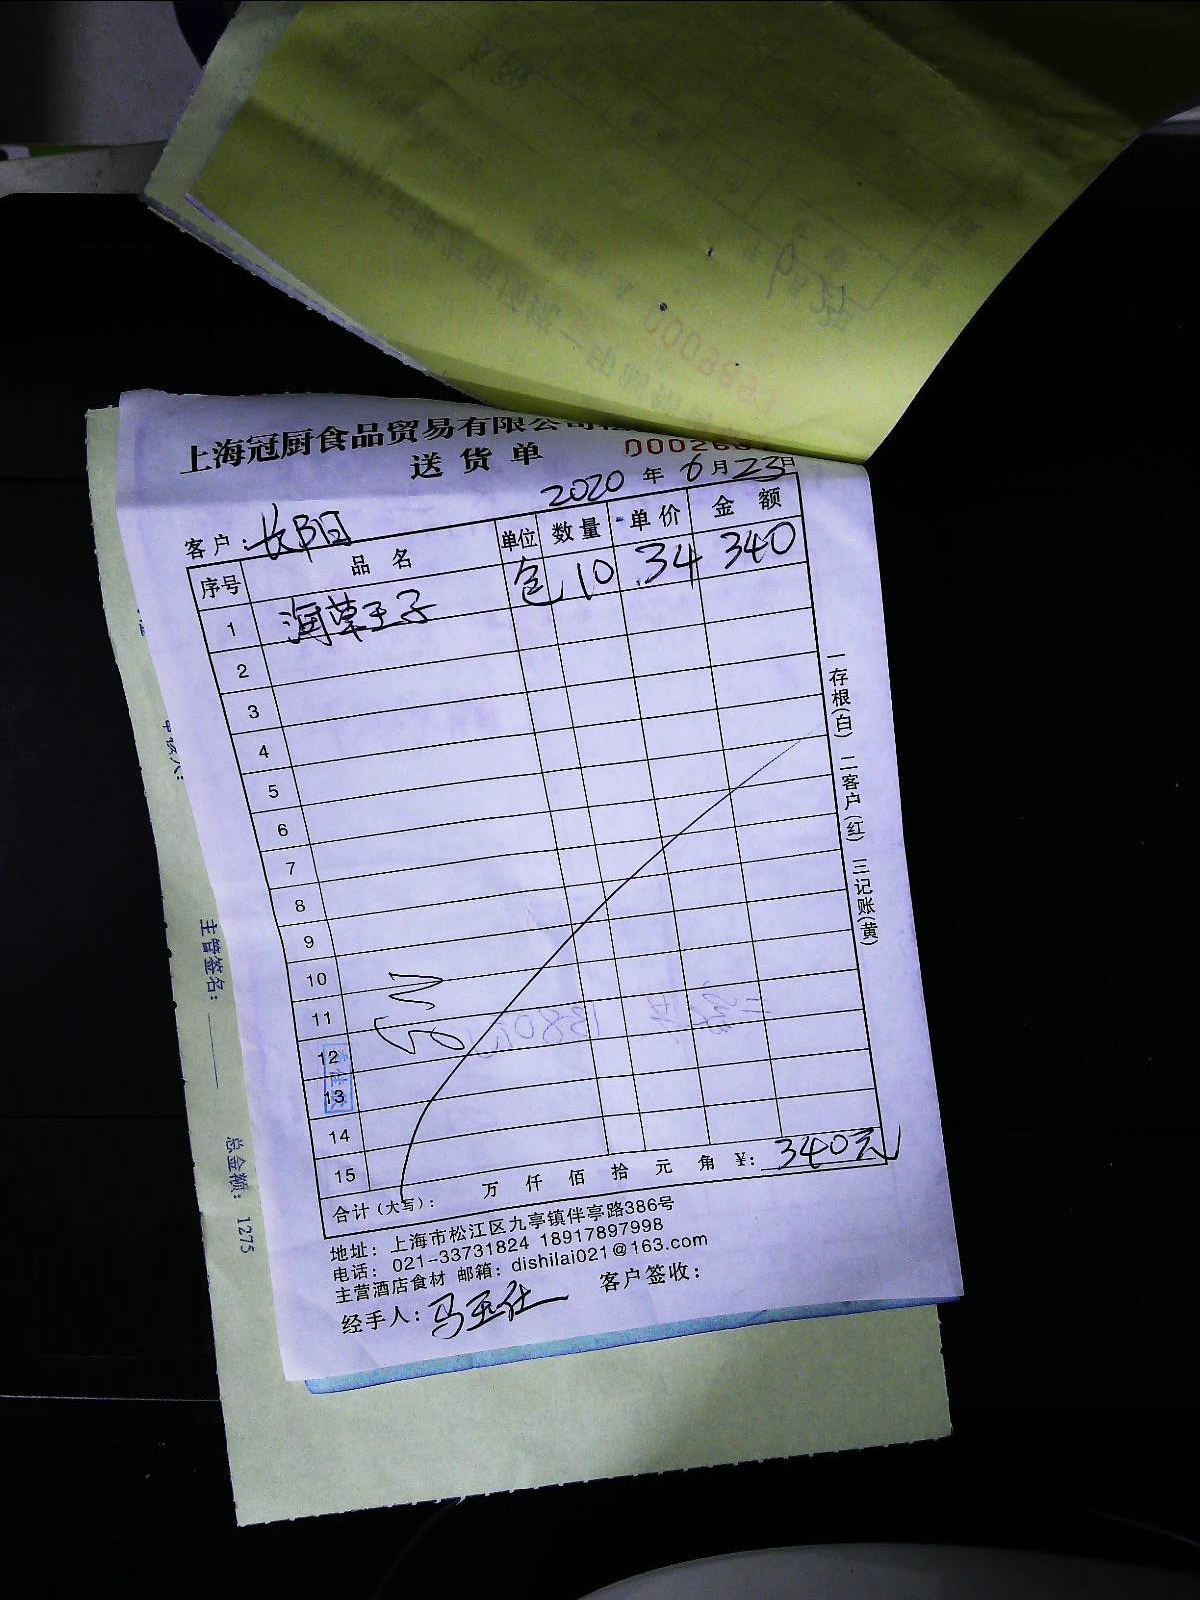 上海冠厨食品贸易有限公司
送货单
2020 年 6 月 23 日
客户: 长阳
序号 品名 单位 数量 单价 金额
1 王子 包 10 34 340
2
3
4
5
6
7
8
9
10
11
12
13
14
15
合计(大写): 万 仟 佰 拾 元 角 ¥: 340元
地址: 上海市松江区九亭镇伴亭路386号
电话: 021-33731824 18917897998
主营酒店食材 邮箱: dishilai021@163.com
经手人: 马玉仕 客户签收:
一存根(白) 二客户(红) 三记账(黄)
主管签名:
总金额: 1275